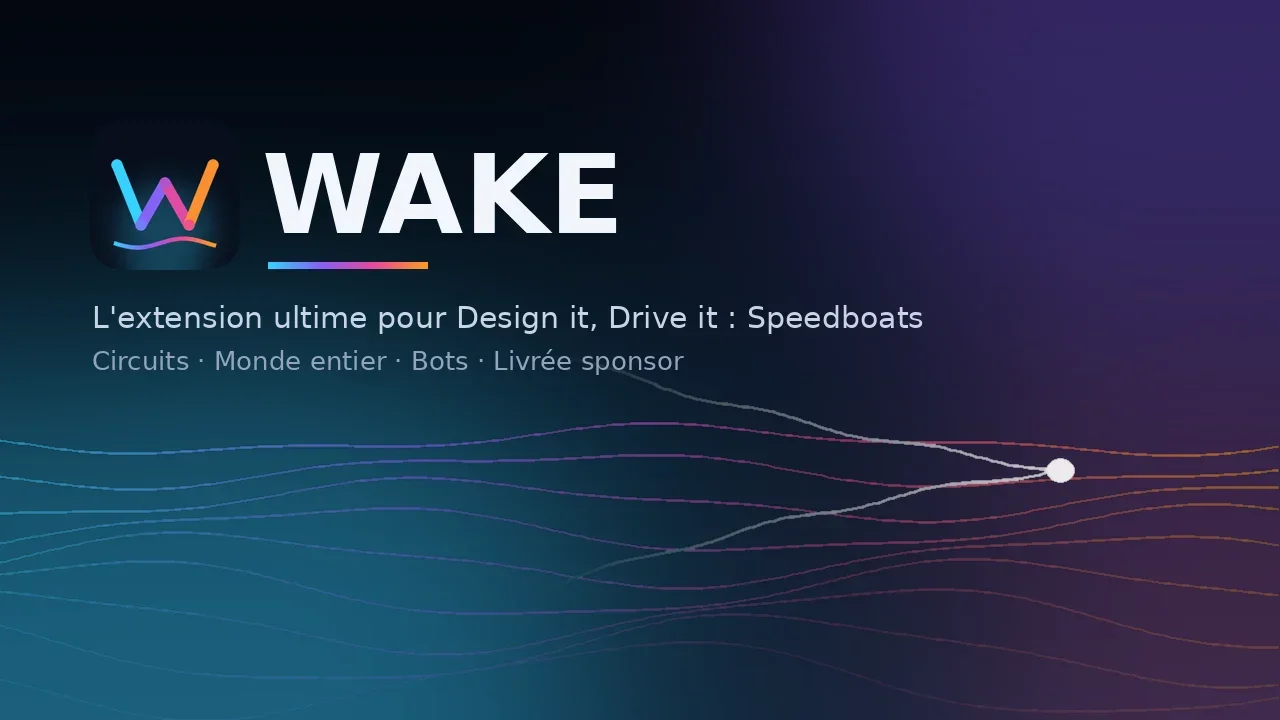 WAKE
L'extension ultime pour Design it, Drive it : Speedboats
Circuits · Monde entier · Bots · Livrée sponsor